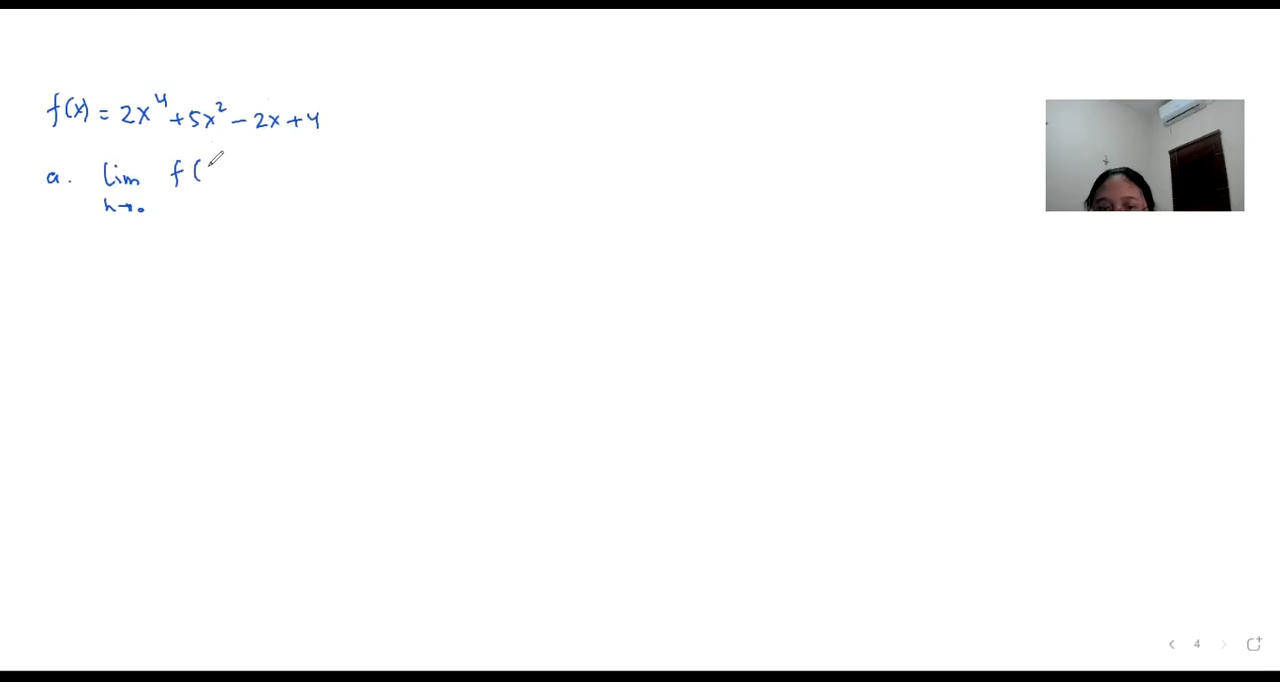 f(x) = 2x⁴ + 5x² - 2x + 4
a. lim f(
h→0
4